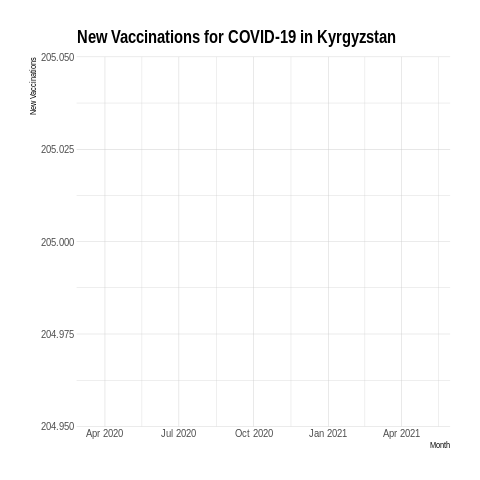 New Vaccinations for COVID-19 in Kyrgyzstan
New Vaccinations
205.050
205.025
205.000
204.975
204.950
Apr 2020 Jul 2020 Oct 2020 Jan 2021 Apr 2021
Month